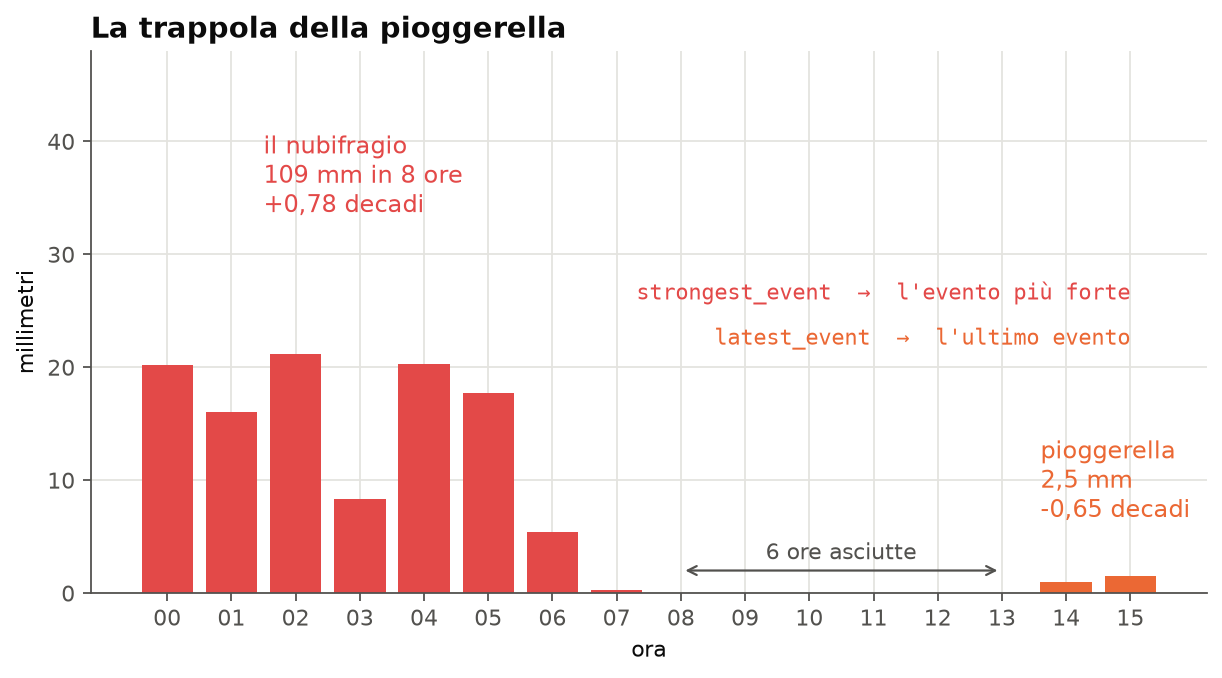 La trappola della pioggerella
il nubifragio
109 mm in 8 ore
+0,78 decadi
strongest_event → l'evento più forte
latest_event → l'ultimo evento
pioggerella
2,5 mm
-0,65 decadi
6 ore asciutte
millimetri
40
30
20
10
0
00 01 02 03 04 05 06 07 08 09 10 11 12 13 14 15
ora